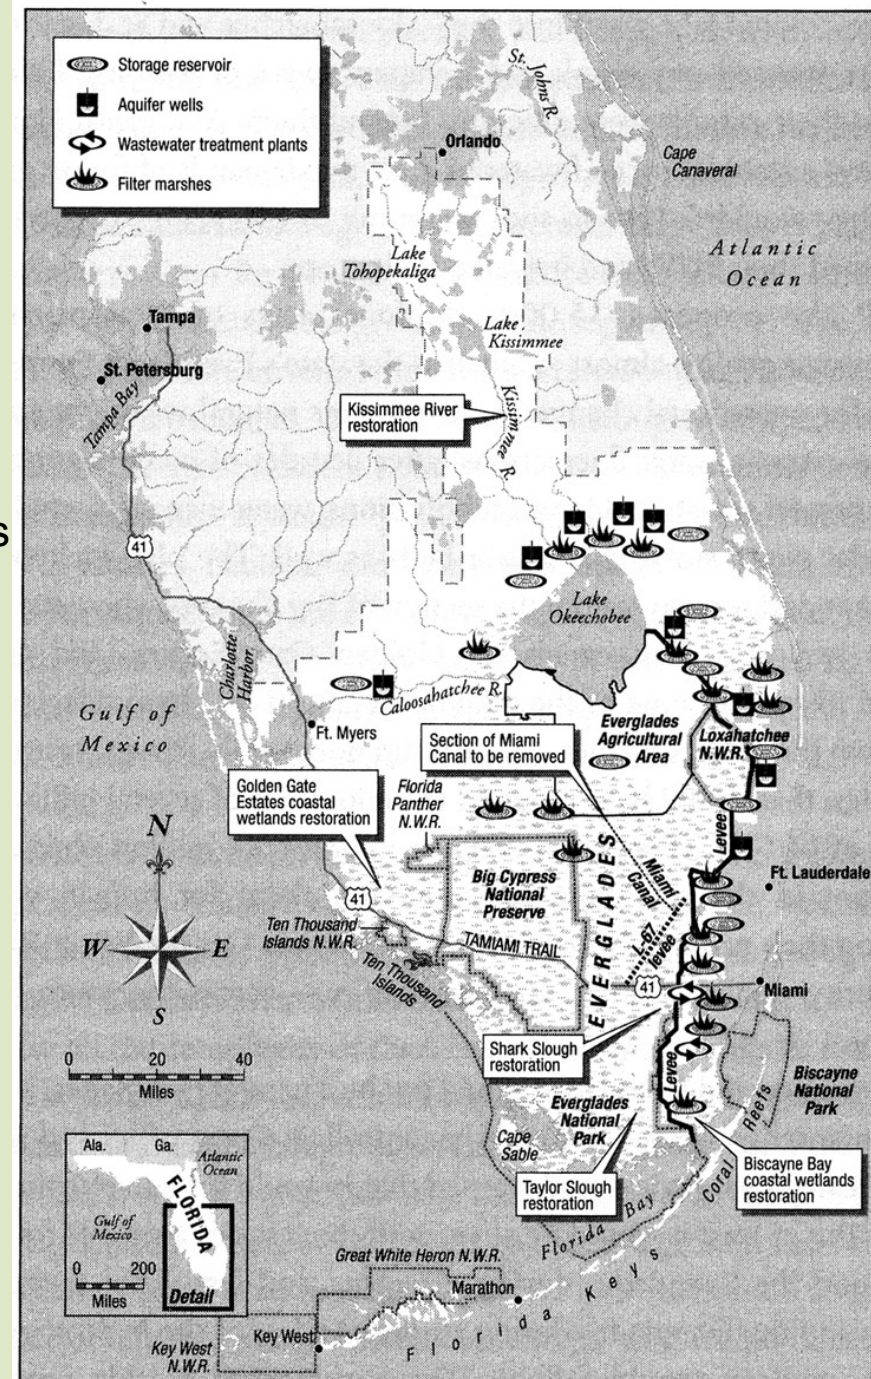 Storage reservoir
Aquifer wells
Wastewater treatment plants
Filter marshes
St. Johns R.
Orlando
Cape
Canaveral
Atlantic
Ocean
Lake
Tohopekaliga
Tampa
Lake
Kissimmee
St. Petersburg
Tampa Bay
Kissimmee River
restoration
Kissimmee R.
s
41
Lake
Okeechobee
Charlotte
Harbor
Caloosahatchee R.
Gulf of
Mexico
Ft. Myers
Everglades
Agricultural
Area
Loxahatchee
N.W.R.
Section of Miami
Canal to be removed
Golden Gate
Estates coastal
wetlands restoration
Florida
Panther
N.W.R.
Levee
Miami
Canal
Big Cypress
National
Preserve
EVERGLADES
Ft. Lauderdale
N
W
E
S
41
Ten Thousand
Islands N.W.R.
TAMIAMI TRAIL
L-67
levee
Ten Thousand
Islands
41
Miami
0 20 40
Miles
Shark Slough
restoration
Levee
Biscayne
National
Park
Everglades
National
Park
Coral Reefs
Cape
Sable
Taylor Slough
restoration
Biscayne Bay
coastal wetlands
restoration
Florida Bay
Ala.
Ga.
Atlantic
Ocean
FLORIDA
Gulf of
Mexico
0 200
Miles
Detail
Great White Heron N.W.R.
Marathon
Florida Keys
Key West
Key West
N.W.R.